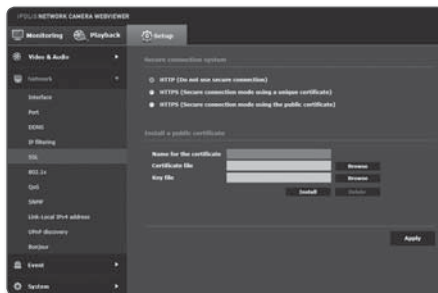 iPOLiS NETWORK CAMERA WEBVIEWER
Monitoring
Playback
Setup
Video & Audio
Network
Interface
Port
DDNS
IP filtering
SSL
802.1x
QoS
SNMP
Link-Local IPv4 address
UPnP discovery
Bonjour
Event
System
Secure connection system
HTTP (Do not use secure connection)
HTTPS (Secure connection mode using a unique certificate)
HTTPS (Secure connection mode using the public certificate)
Install a public certificate
Name for the certificate
Certificate file
Browse
Key file
Browse
Install
Delete
Apply